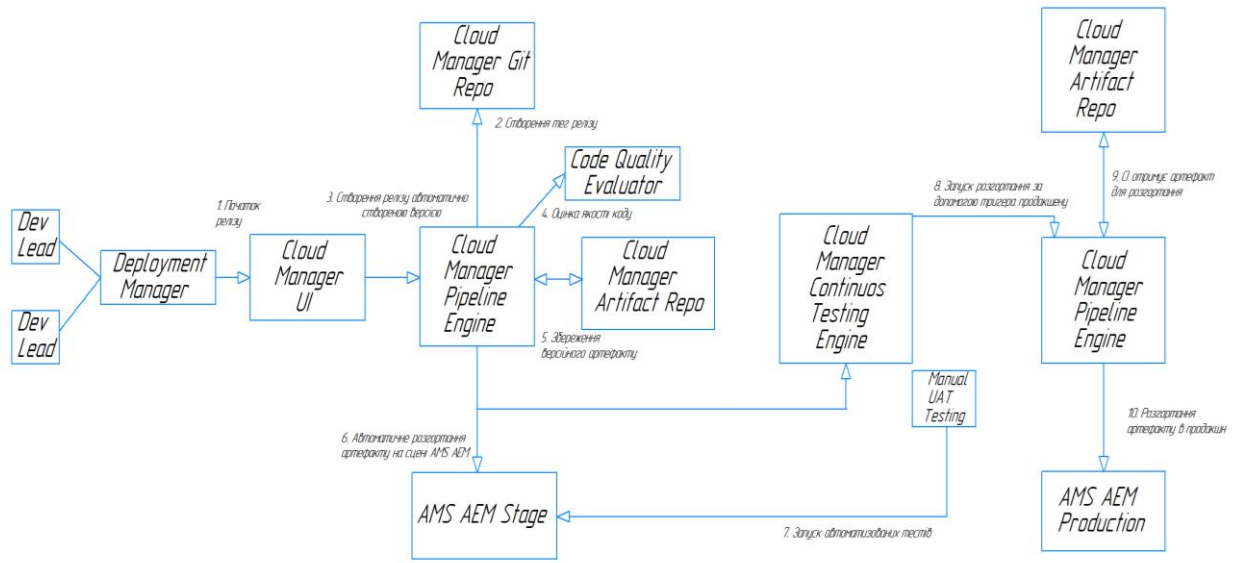 Cloud
Manager Git
Repo
2. Створення тег релізу
Code Quality
Evaluator
3. Створення релізу автоматично
створеною версією
4. Оцінка якості коду
1. Початок
релізу
Dev
Lead
Dev
Lead
Deployment
Manager
Cloud
Manager
UI
Cloud
Manager
Pipeline
Engine
Cloud
Manager
Artifact Repo
5. Збереження
версійного артефакту
6. Автоматичне розгортання
артефакту на сцені AMS AEM
AMS AEM Stage
7. Запуск автоматизованих тестів
Manual
UAT
Testing
Cloud
Manager
Continuos
Testing
Engine
8. Запуск розгортання за
допомогою тригера продакшену
Cloud
Manager
Artifact
Repo
9. CI отримує артефакт
для розгортання
Cloud
Manager
Pipeline
Engine
10. Розгортання
артефакту в продакшн
AMS AEM
Production